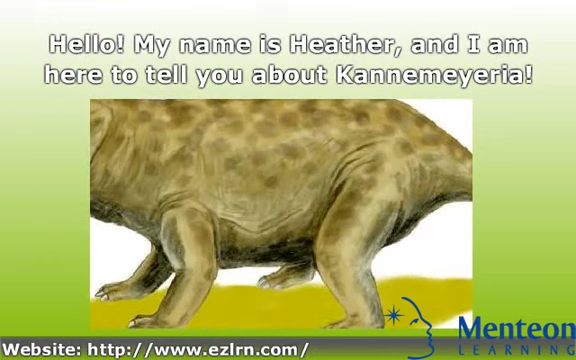 Hello! My name is Heather, and I am
here to tell you about Kannemeyeria!
Menteon
LEARNING
Website: http://www.ezlrn.com/